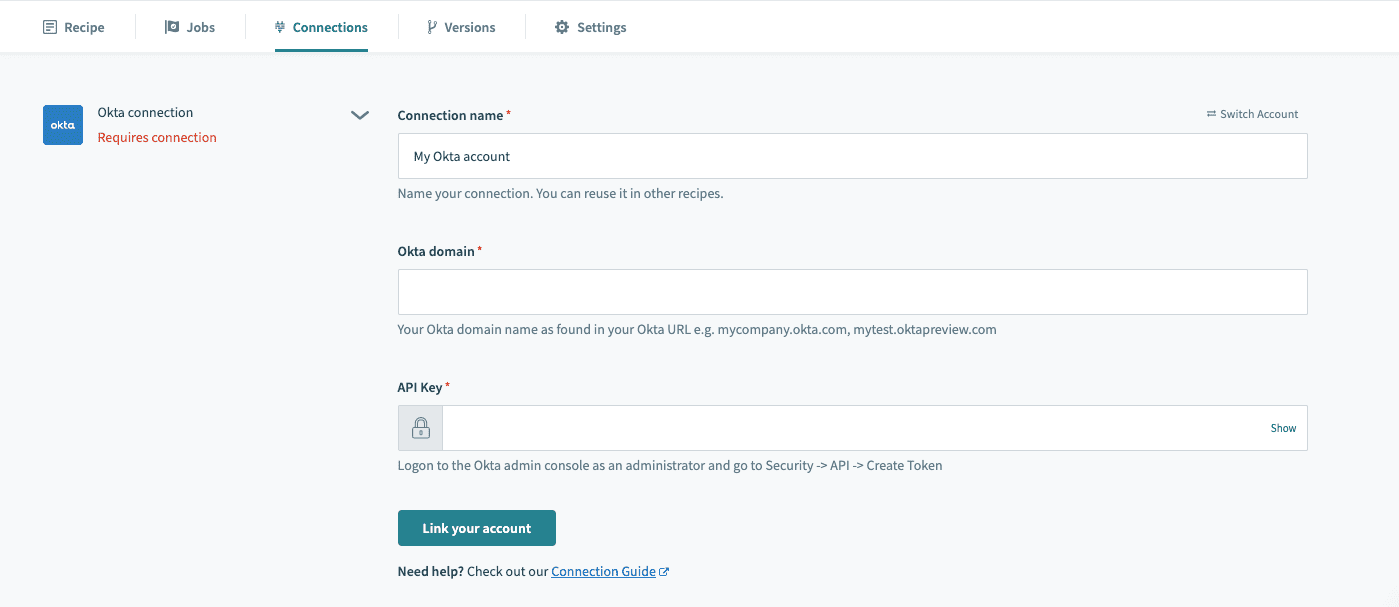 Recipe
Jobs
Connections
Versions
Settings
okta
Okta connection
Requires connection
Connection name *
Switch Account
My Okta account
Name your connection. You can reuse it in other recipes.
Okta domain *
Your Okta domain name as found in your Okta URL e.g. mycompany.okta.com, mytest.oktapreview.com
API Key *
Show
Logon to the Okta admin console as an administrator and go to Security -> API -> Create Token
Link your account
Need help? Check out our Connection Guide